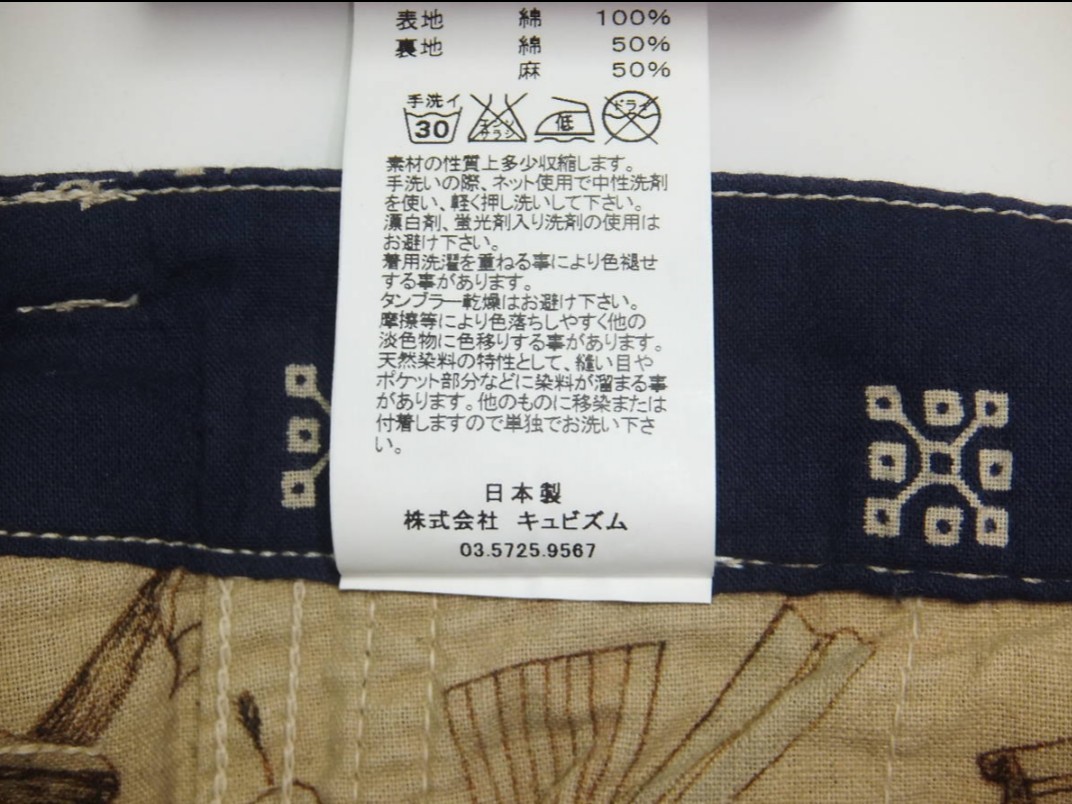 表地 綿 100%
裏地 綿 50%
麻 50%
手洗イ
30
エンソ
サラシ
低
ドライ
素材の性質上多少収縮します。
手洗いの際、ネット使用で中性洗剤
を使い、軽く押し洗いして下さい。
漂白剤、蛍光剤入り洗剤の使用は
お避け下さい。
着用洗濯を重ねる事により色褪せ
する事があります。
タンブラー乾燥はお避け下さい。
摩擦等により色落ちしやすく他の
淡色物に色移りする事があります。
天然染料の特性として、縫い目や
ポケット部分などに染料が溜まる事
があります。他のものに移染または
付着しますので単独でお洗い下さ
い。
日本製
株式会社 キュビズム
03.5725.9567